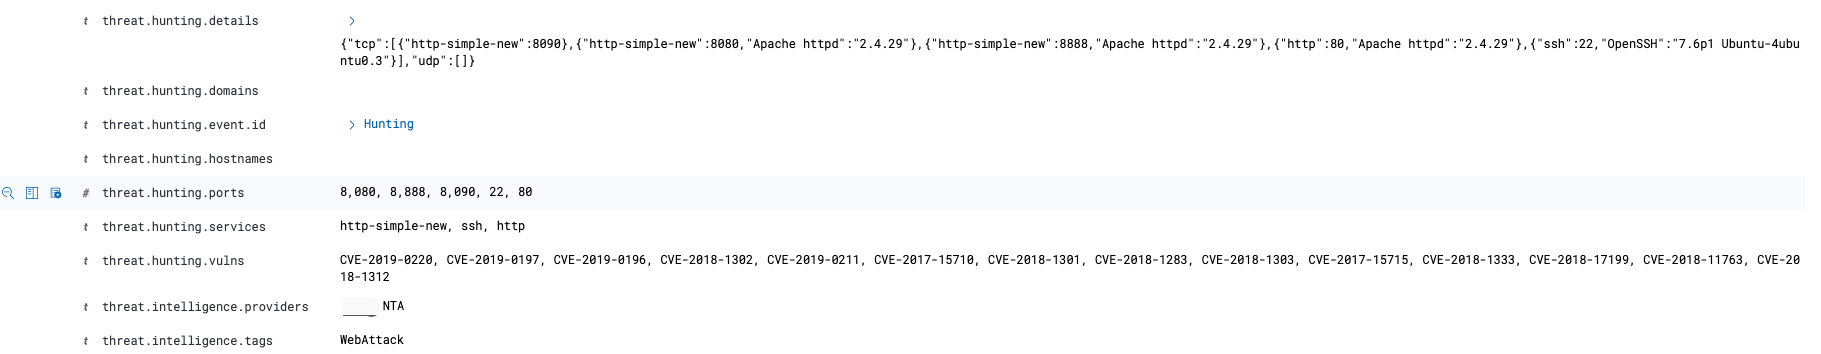 t threat.hunting.details
{"tcp":[{"http-simple-new":8090},{"http-simple-new":8080,"Apache httpd":"2.4.29"},{"http-simple-new":8888,"Apache httpd":"2.4.29"},{"http":80,"Apache httpd":"2.4.29"},{"ssh":22,"OpenSSH":"7.6p1 Ubuntu-4ubu
ntu0.3"}],"udp":[]}
t threat.hunting.domains
t threat.hunting.event.id Hunting
t threat.hunting.hostnames
# threat.hunting.ports 8,080, 8,888, 8,090, 22, 80
t threat.hunting.services http-simple-new, ssh, http
t threat.hunting.vulns CVE-2019-0220, CVE-2019-0197, CVE-2019-0196, CVE-2018-1302, CVE-2019-0211, CVE-2017-15710, CVE-2018-1301, CVE-2018-1283, CVE-2018-1303, CVE-2017-15715, CVE-2018-1333, CVE-2018-17199, CVE-2018-11763, CVE-20
18-1312
t threat.intelligence.providers NTA
t threat.intelligence.tags WebAttack